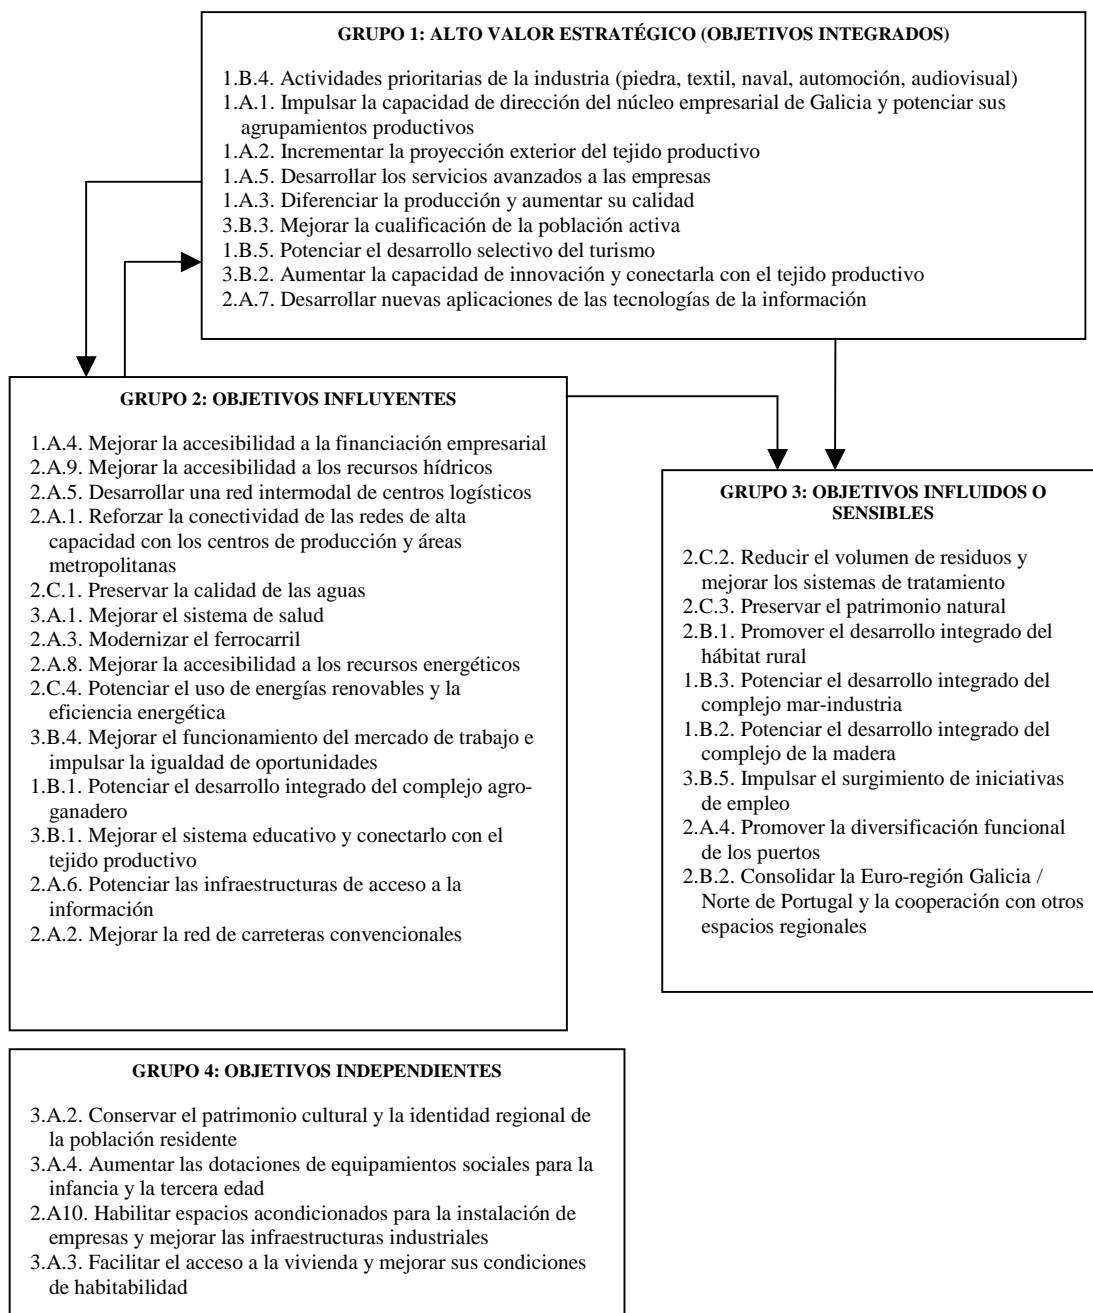 GRUPO 1: ALTO VALOR ESTRATÉGICO (OBJETIVOS INTEGRADOS)
1.B.4. Actividades prioritarias de la industria (piedra, textil, naval, automoción, audiovisual)
1.A.1. Impulsar la capacidad de dirección del núcleo empresarial de Galicia y potenciar sus
agrupamientos productivos
1.A.2. Incrementar la proyección exterior del tejido productivo
1.A.5. Desarrollar los servicios avanzados a las empresas
1.A.3. Diferenciar la producción y aumentar su calidad
3.B.3. Mejorar la cualificación de la población activa
1.B.5. Potenciar el desarrollo selectivo del turismo
3.B.2. Aumentar la capacidad de innovación y conectarla con el tejido productivo
2.A.7. Desarrollar nuevas aplicaciones de las tecnologías de la información
GRUPO 2: OBJETIVOS INFLUYENTES
1.A.4. Mejorar la accesibilidad a la financiación empresarial
2.A.9. Mejorar la accesibilidad a los recursos hídricos
2.A.5. Desarrollar una red intermodal de centros logísticos
2.A.1. Reforzar la conectividad de las redes de alta
capacidad con los centros de producción y áreas
metropolitanas
2.C.1. Preservar la calidad de las aguas
3.A.1. Mejorar el sistema de salud
2.A.3. Modernizar el ferrocarril
2.A.8. Mejorar la accesibilidad a los recursos energéticos
2.C.4. Potenciar el uso de energías renovables y la
eficiencia energética
3.B.4. Mejorar el funcionamiento del mercado de trabajo e
impulsar la igualdad de oportunidades
1.B.1. Potenciar el desarrollo integrado del complejo agro-
ganadero
3.B.1. Mejorar el sistema educativo y conectarlo con el
tejido productivo
2.A.6. Potenciar las infraestructuras de acceso a la
información
2.A.2. Mejorar la red de carreteras convencionales
GRUPO 3: OBJETIVOS INFLUIDOS O
SENSIBLES
2.C.2. Reducir el volumen de residuos y
mejorar los sistemas de tratamiento
2.C.3. Preservar el patrimonio natural
2.B.1. Promover el desarrollo integrado del
hábitat rural
1.B.3. Potenciar el desarrollo integrado del
complejo mar-industria
1.B.2. Potenciar el desarrollo integrado del
complejo de la madera
3.B.5. Impulsar el surgimiento de iniciativas
de empleo
2.A.4. Promover la diversificación funcional
de los puertos
2.B.2. Consolidar la Euro-región Galicia /
Norte de Portugal y la cooperación con otros
espacios regionales
GRUPO 4: OBJETIVOS INDEPENDIENTES
3.A.2. Conservar el patrimonio cultural y la identidad regional de
la población residente
3.A.4. Aumentar las dotaciones de equipamientos sociales para la
infancia y la tercera edad
2.A10. Habilitar espacios acondicionados para la instalación de
empresas y mejorar las infraestructuras industriales
3.A.3. Facilitar el acceso a la vivienda y mejorar sus condiciones
de habitabilidad